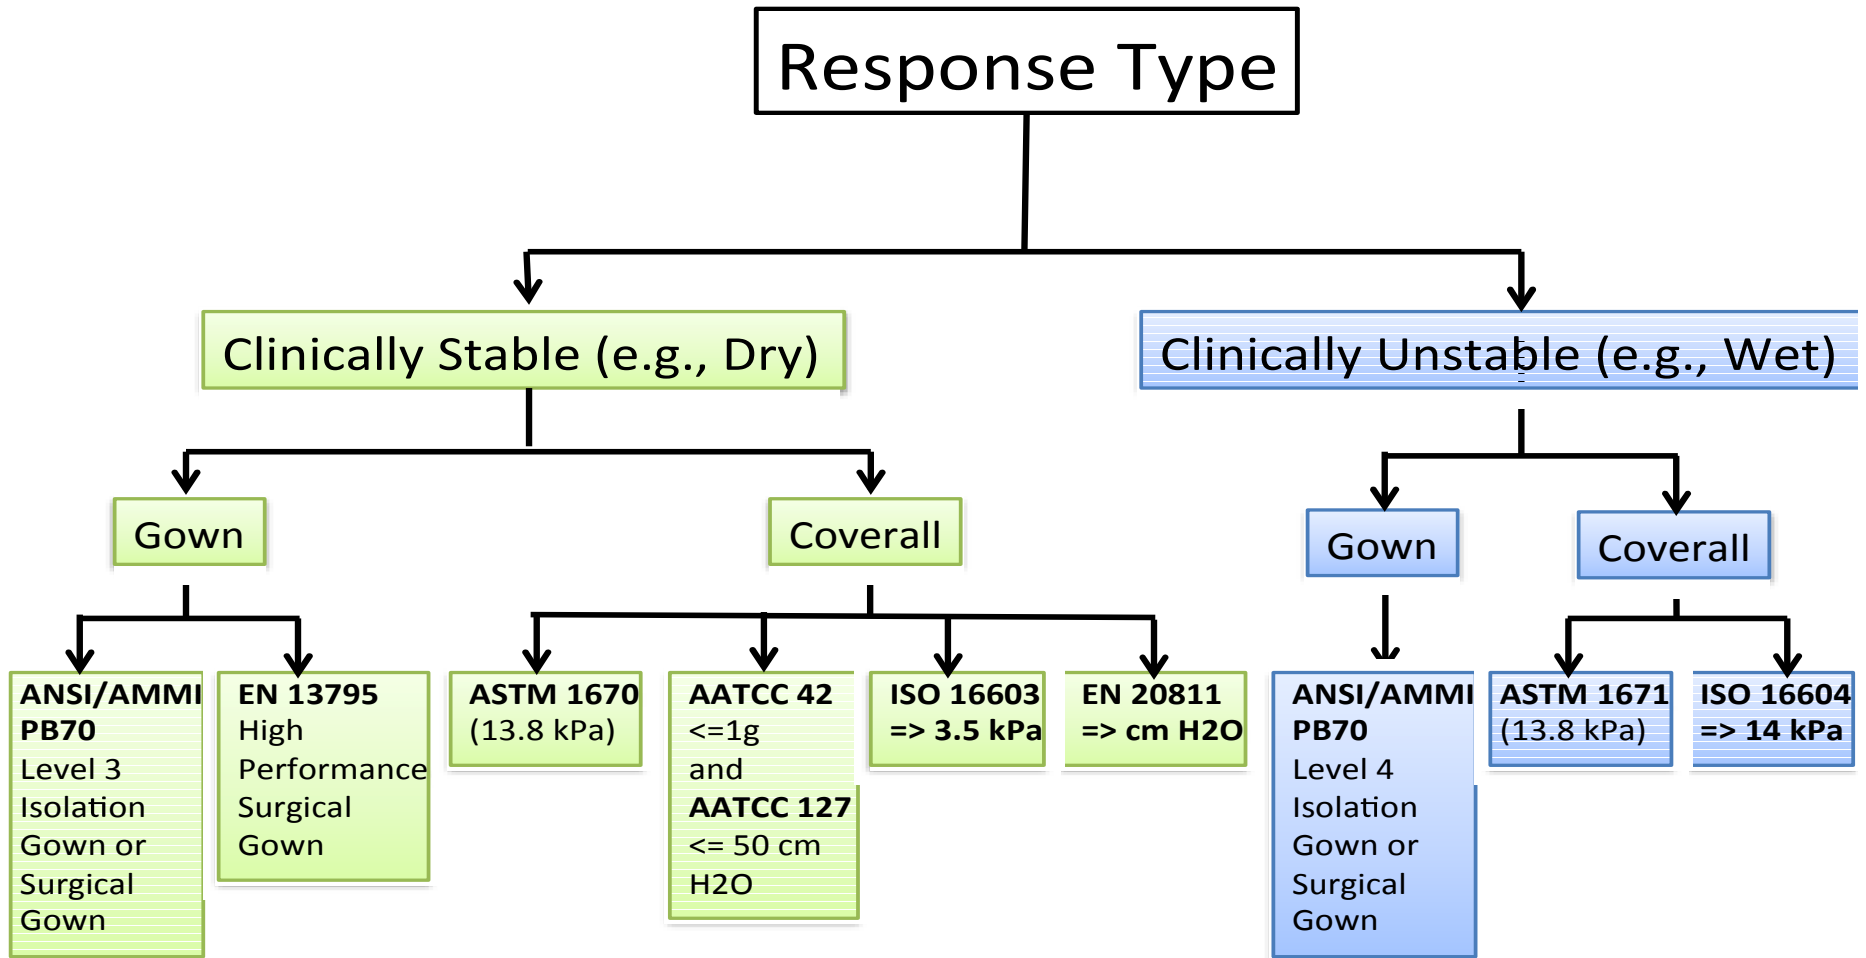 Response Type
Clinically Stable (e.g., Dry)
Clinically Unstable (e.g., Wet)
Gown
Coverall
Gown
Coverall
ANSI/AMMI
PB70
Level 3
Isolation
Gown or
Surgical
Gown
EN 13795
High
Performance
Surgical
Gown
ASTM 1670
(13.8 kPa)
AATCC 42
<=1g
and
AATCC 127
<= 50 cm
H2O
ISO 16603
=> 3.5 kPa
EN 20811
=> cm H2O
ANSI/AMMI
PB70
Level 4
Isolation
Gown or
Surgical
Gown
ASTM 1671
(13.8 kPa)
ISO 16604
=> 14 kPa